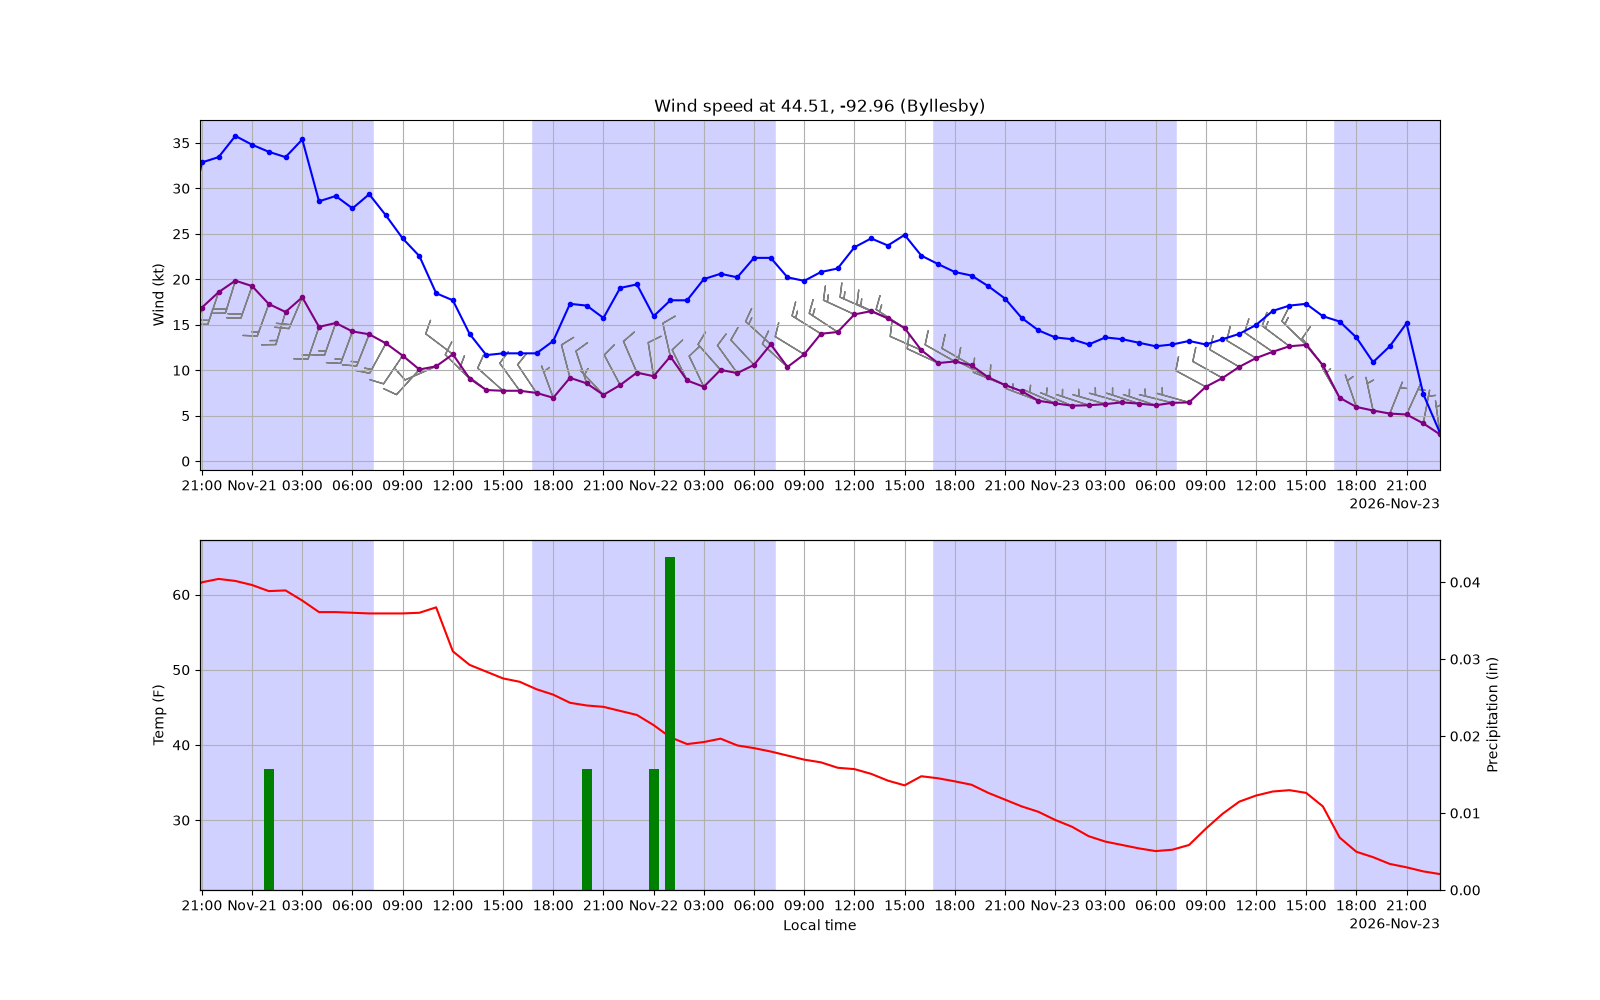 Wind speed at 44.51, -92.96 (Byllesby)
Wind (kt)
35
30
25
20
15
10
5
0
21:00 Nov-21 03:00 06:00 09:00 12:00 15:00 18:00 21:00 Nov-22 03:00 06:00 09:00 12:00 15:00 18:00 21:00 Nov-23 03:00 06:00 09:00 12:00 15:00 18:00 21:00
2026-Nov-23
Temp (F)
60
50
40
30
0.04
0.03
0.02
0.01
0.00
Precipitation (in)
21:00 Nov-21 03:00 06:00 09:00 12:00 15:00 18:00 21:00 Nov-22 03:00 06:00 09:00 12:00 15:00 18:00 21:00 Nov-23 03:00 06:00 09:00 12:00 15:00 18:00 21:00
Local time
2026-Nov-23